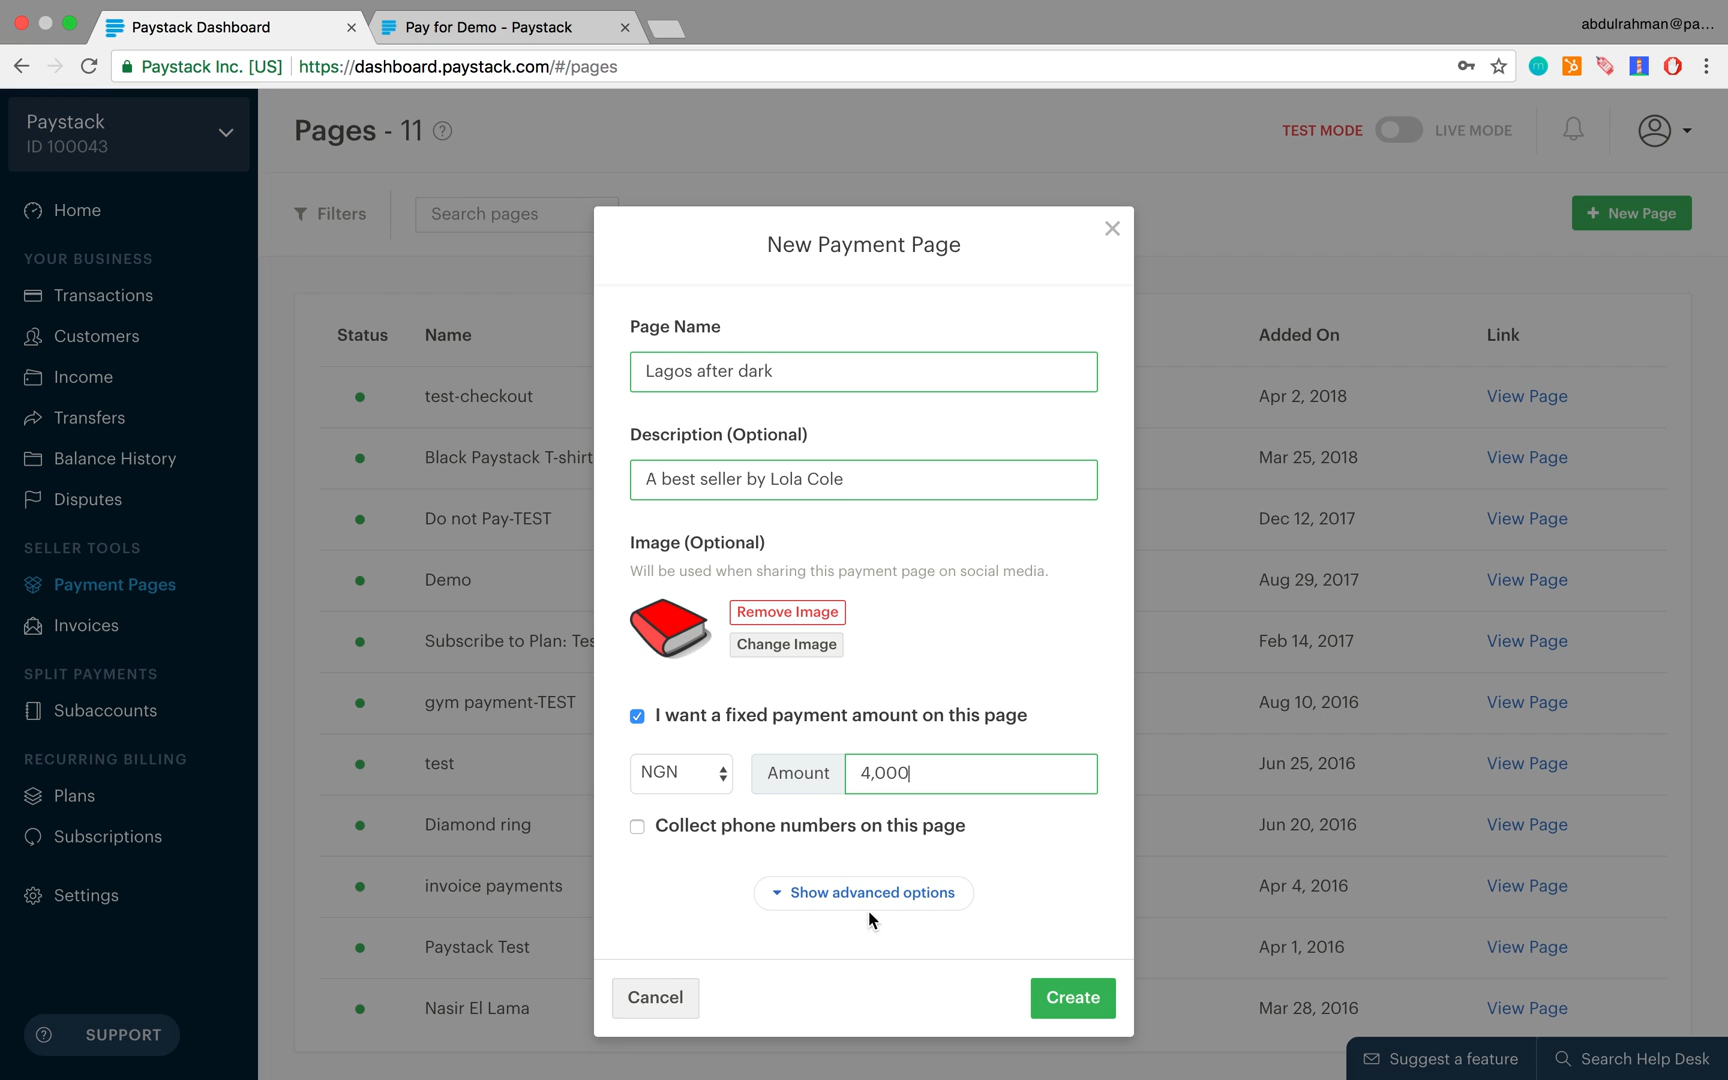 Paystack Dashboard
Pay for Demo - Paystack
abdulrahman@pa...
Paystack Inc. [US]
https://dashboard.paystack.com/#/pages
Paystack
ID 100043
Home
YOUR BUSINESS
Transactions
Customers
Income
Transfers
Balance History
Disputes
SELLER TOOLS
Payment Pages
Invoices
SPLIT PAYMENTS
Subaccounts
RECURRING BILLING
Plans
Subscriptions
Settings
SUPPORT
Pages - 11
TEST MODE
LIVE MODE
Filters
Search pages
+ New Page
Status Name Added On Link
test-checkout Apr 2, 2018 View Page
Black Paystack T-shirt Mar 25, 2018 View Page
Do not Pay-TEST Dec 12, 2017 View Page
Demo Aug 29, 2017 View Page
Subscribe to Plan: Tes Feb 14, 2017 View Page
gym payment-TEST Aug 10, 2016 View Page
test Jun 25, 2016 View Page
Diamond ring Jun 20, 2016 View Page
invoice payments Apr 4, 2016 View Page
Paystack Test Apr 1, 2016 View Page
Nasir El Lama Mar 28, 2016 View Page
New Payment Page
Page Name
Lagos after dark
Description (Optional)
A best seller by Lola Cole
Image (Optional)
Will be used when sharing this payment page on social media.
Remove Image
Change Image
I want a fixed payment amount on this page
NGN
Amount
4,000
Collect phone numbers on this page
Show advanced options
Cancel
Create
Suggest a feature
Search Help Desk